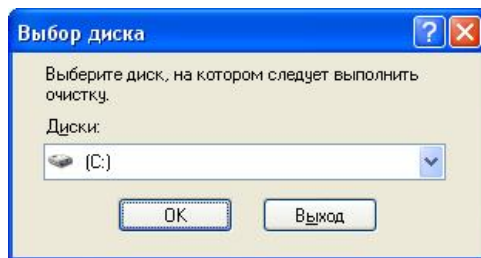 Выбор диска
Выберите диск, на котором следует выполнить
очистку.
Диски:
(C:)
OK
Выход